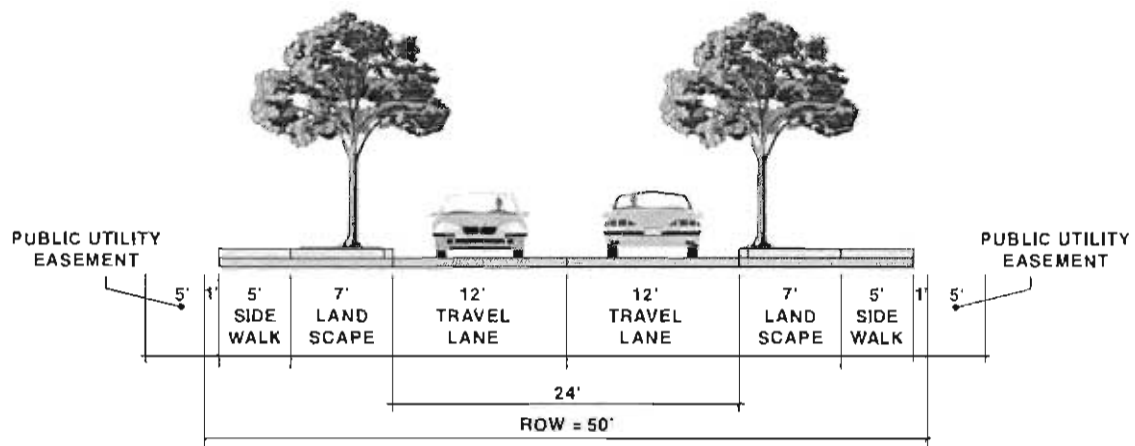 PUBLIC UTILITY
EASEMENT
PUBLIC UTILITY
EASEMENT
5' 1' 5' 7' 12' 12' 7' 5' 1' 5'
SIDE LAND TRAVEL TRAVEL LAND SIDE
WALK SCAPE LANE LANE SCAPE WALK
24'
ROW = 50'